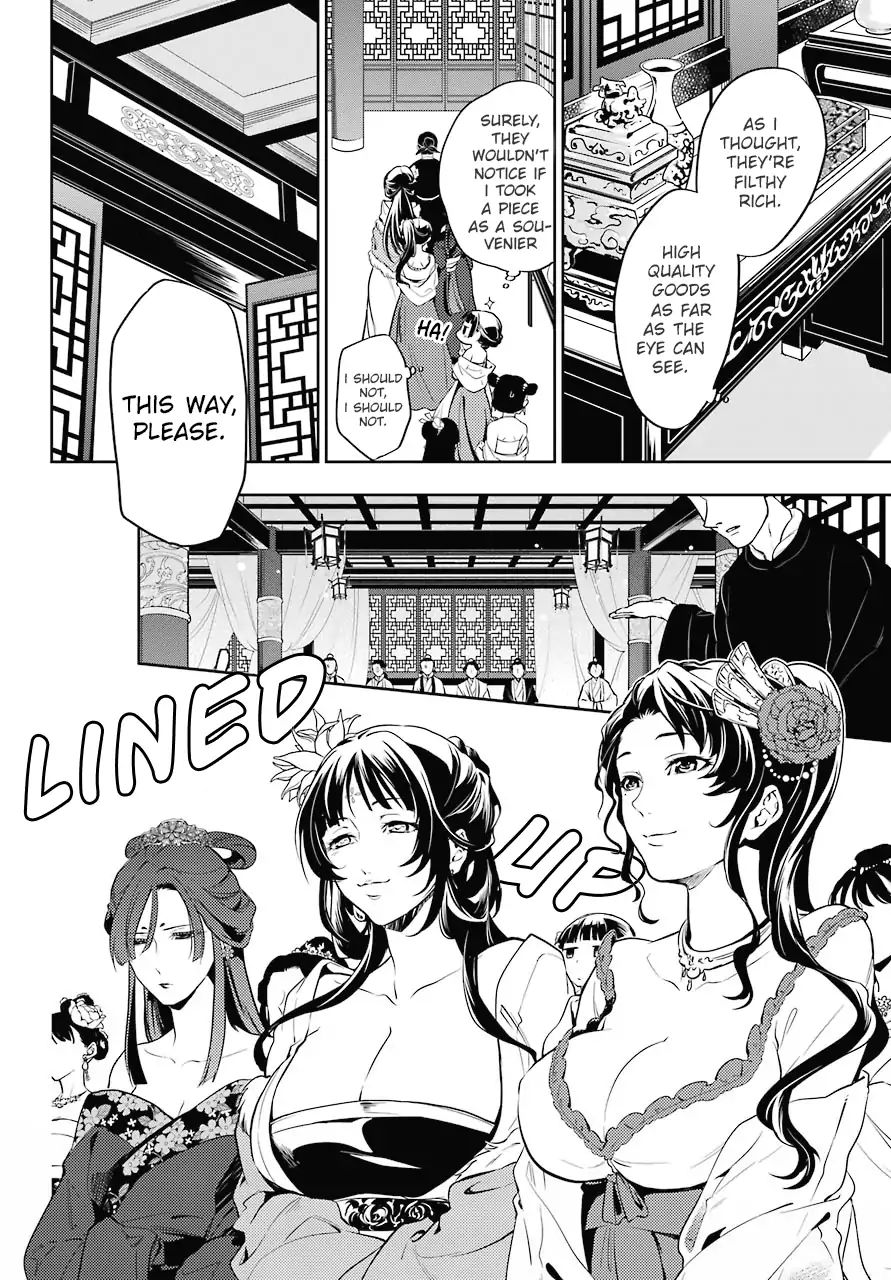 AS I
THOUGHT,
THEY'RE
FILTHY
RICH.
HIGH
QUALITY
GOODS
AS FAR
AS THE
EYE CAN
SEE.
SURELY,
THEY
WOULDN'T
NOTICE IF
I TOOK
A PIECE
AS A SOU-
VENIER
HA!
I SHOULD
NOT,
I SHOULD
NOT.
THIS WAY,
PLEASE.
LINED
UP